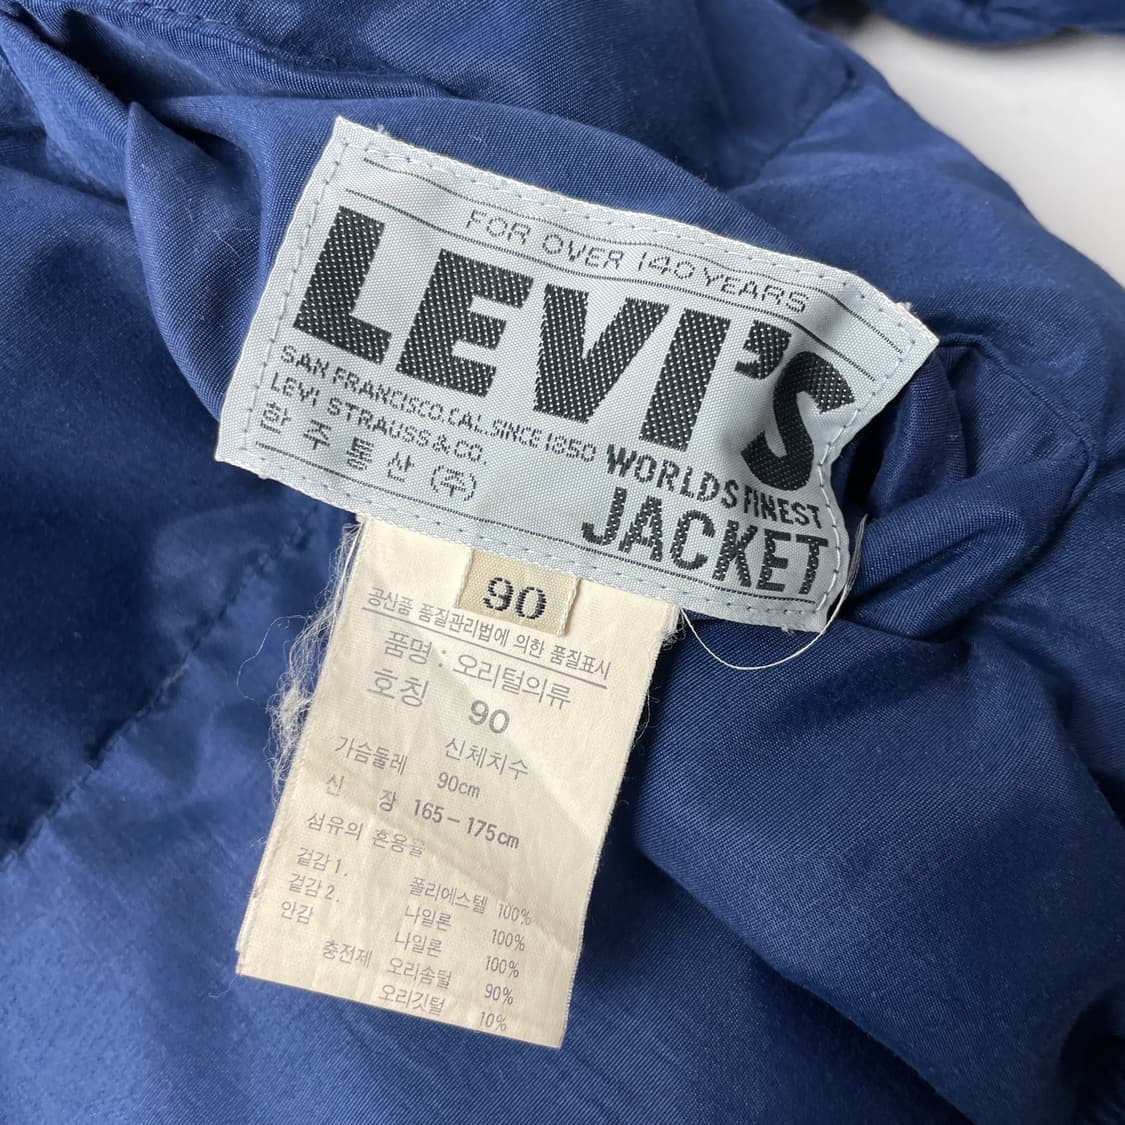 FOR OVER 140 YEARS
LEVI'S
SAN FRANCISCO.CAL.SINCE 1850
LEVI STRAUSS & CO.
한주통산 (주)
WORLDS FINEST
JACKET
90
공산품 품질관리법에 의한 품질표시
품명 : 오리털의류
호칭 90
신체치수
가슴둘레 90cm
신 장 165-175cm
섬유의 혼용율
겉감1. 폴리에스텔 100%
겉감2. 나일론 100%
안감 나일론 100%
충전제 오리솜털 90%
오리깃털 10%